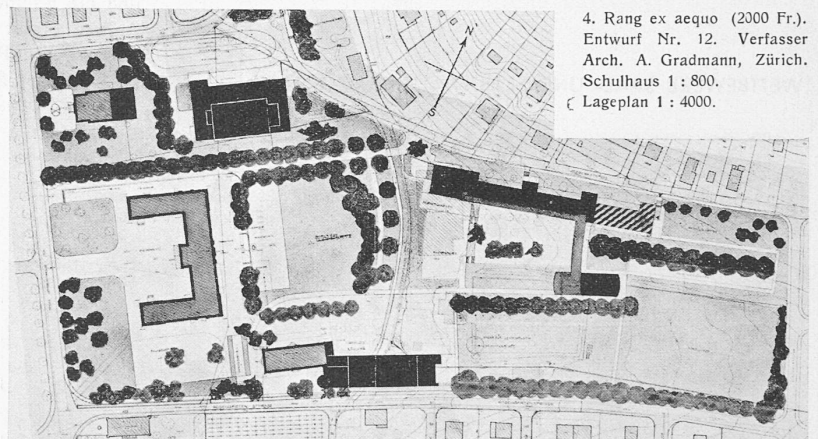 4. Rang ex aequo (2000 Fr.).
Entwurf Nr. 12. Verfasser
Arch. A. Gradmann, Zürich.
Schulhaus 1 : 800.
Lageplan 1 : 4000.
N
S